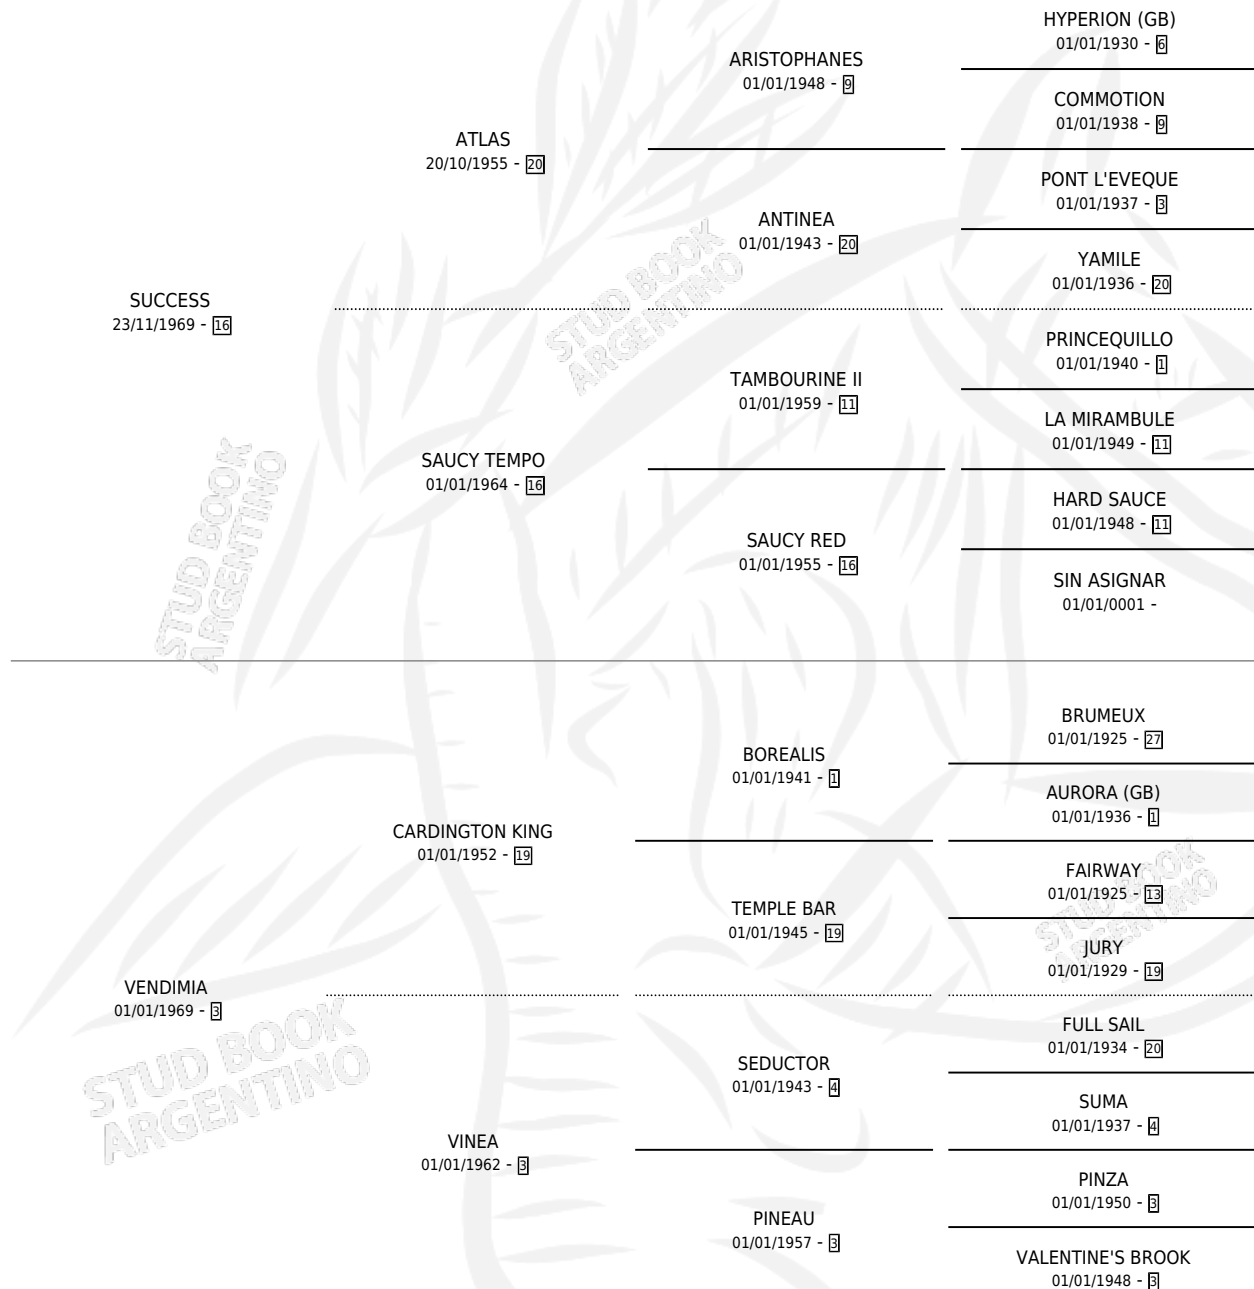 HYPERION (GB)
01/01/1930 - 6
ARISTOPHANES
01/01/1948 - 9
COMMOTION
01/01/1938 - 9
ATLAS
20/10/1955 - 20
PONT L'EVEQUE
01/01/1937 - 3
ANTINEA
01/01/1943 - 20
YAMILE
01/01/1936 - 20
SUCCESS
23/11/1969 - 16
PRINCEQUILLO
01/01/1940 - 1
TAMBOURINE II
01/01/1959 - 11
LA MIRAMBULE
01/01/1949 - 11
SAUCY TEMPO
01/01/1964 - 16
HARD SAUCE
01/01/1948 - 11
SAUCY RED
01/01/1955 - 16
SIN ASIGNAR
01/01/0001 -
BRUMEUX
01/01/1925 - 27
BOREALIS
01/01/1941 - 1
AURORA (GB)
01/01/1936 - 1
CARDINGTON KING
01/01/1952 - 19
FAIRWAY
01/01/1925 - 13
TEMPLE BAR
01/01/1945 - 19
JURY
01/01/1929 - 19
VENDIMIA
01/01/1969 - 3
FULL SAIL
01/01/1934 - 20
SEDUCTOR
01/01/1943 - 4
SUMA
01/01/1937 - 4
VINEA
01/01/1962 - 3
PINZA
01/01/1950 - 3
PINEAU
01/01/1957 - 3
VALENTINE'S BROOK
01/01/1948 - 3
STUD BOOK
ARGENTINO
STUD BOOK
ARGENTINO
STUD BOOK
ARGENTINO
STUD BOOK
ARGENTINO